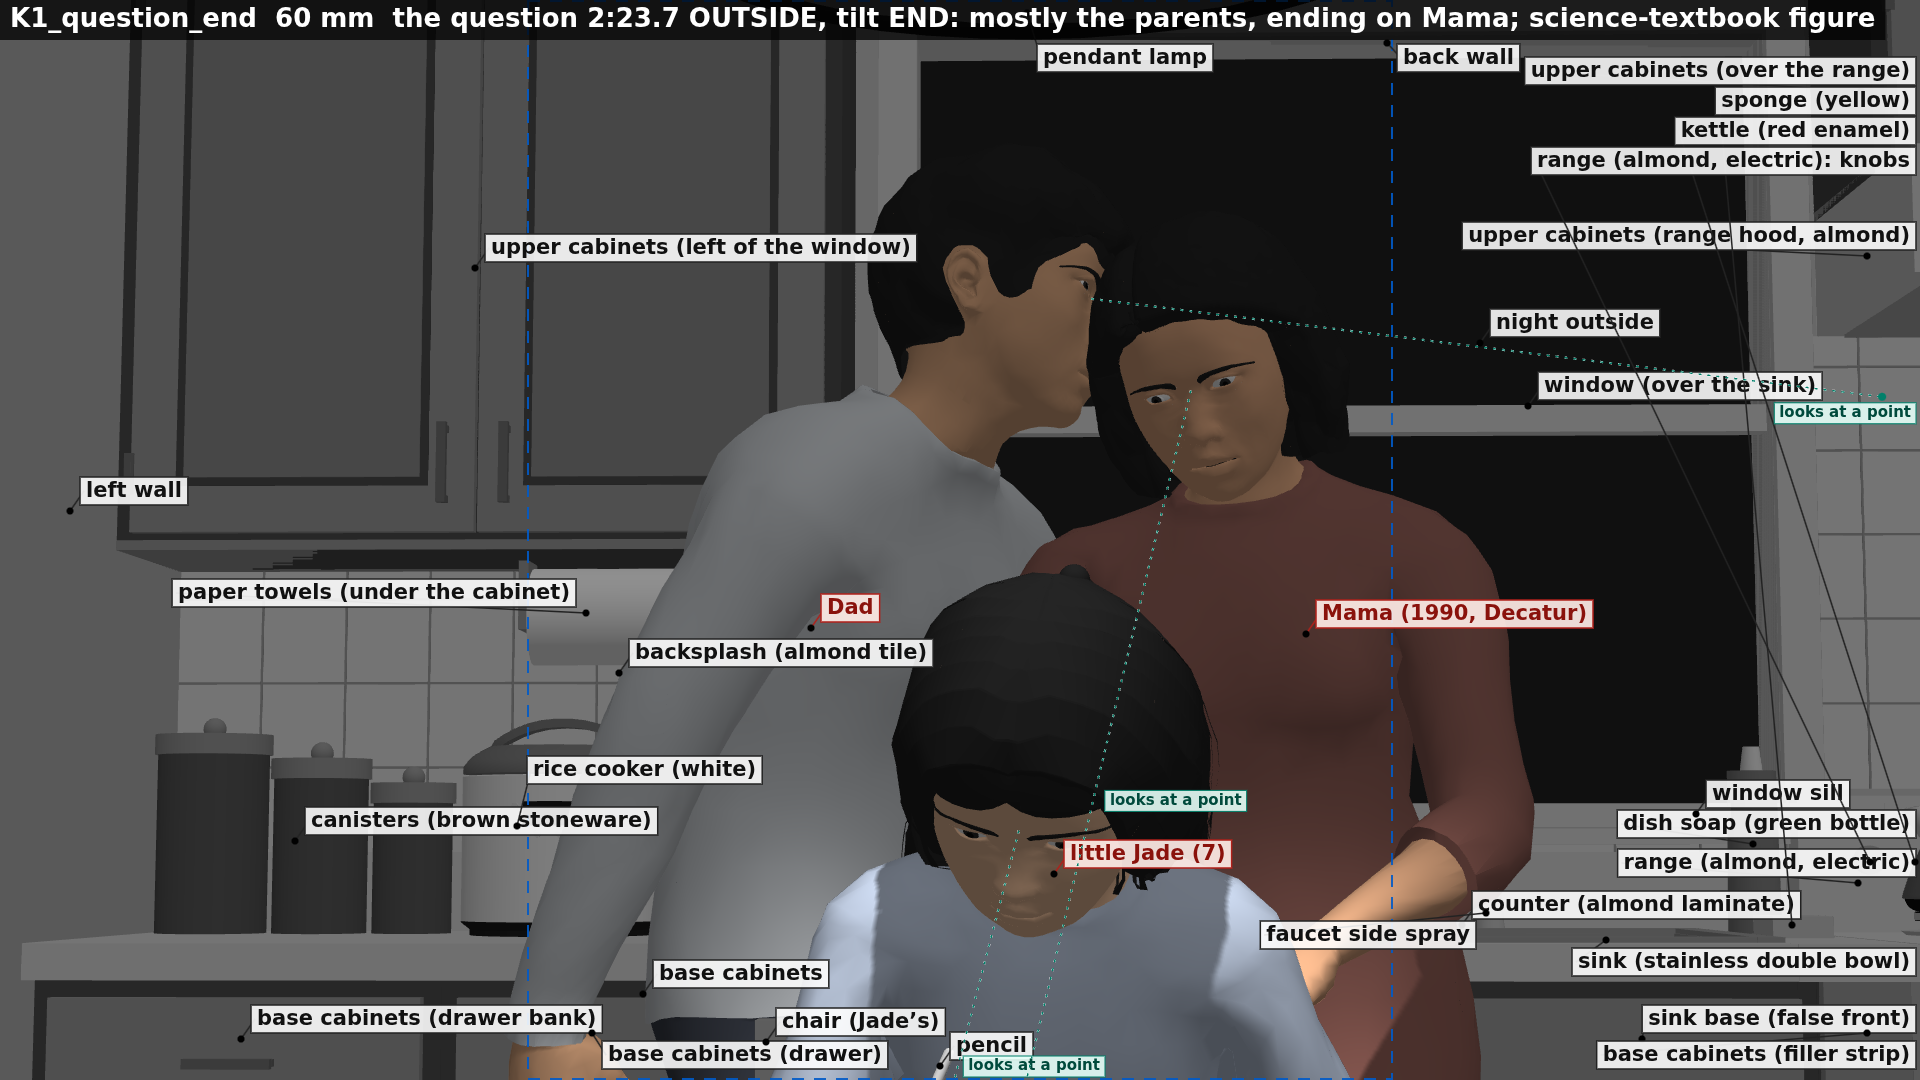 K1_question_end  60 mm  the question 2:23.7 OUTSIDE, tilt END: mostly the parents, ending on Mama; science-textbook figure
pendant lamp
back wall
upper cabinets (over the range)
sponge (yellow)
kettle (red enamel)
range (almond, electric): knobs
upper cabinets (left of the window)
upper cabinets (range hood, almond)
night outside
window (over the sink)
looks at a point
left wall
paper towels (under the cabinet)
Dad
Mama (1990, Decatur)
backsplash (almond tile)
rice cooker (white)
canisters (brown stoneware)
looks at a point
window sill
dish soap (green bottle)
little Jade (7)
range (almond, electric)
counter (almond laminate)
faucet side spray
sink (stainless double bowl)
base cabinets
base cabinets (drawer bank)
chair (Jade’s)
sink base (false front)
pencil
base cabinets (drawer)
looks at a point
base cabinets (filler strip)